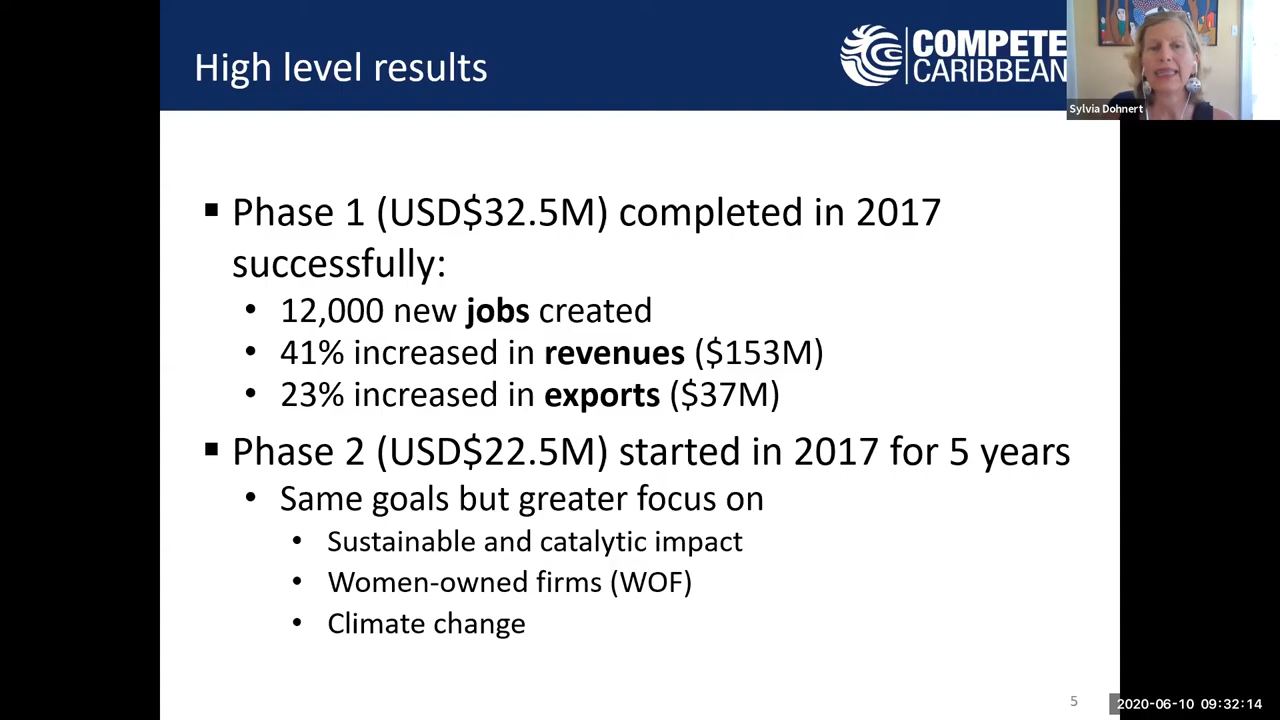 High level results
COMPETE
CARIBBEAN
Sylvia Dohnert
▪ Phase 1 (USD$32.5M) completed in 2017
successfully:
• 12,000 new jobs created
• 41% increased in revenues ($153M)
• 23% increased in exports ($37M)
▪ Phase 2 (USD$22.5M) started in 2017 for 5 years
• Same goals but greater focus on
• Sustainable and catalytic impact
• Women-owned firms (WOF)
• Climate change
5
2020-06-10 09:32:14